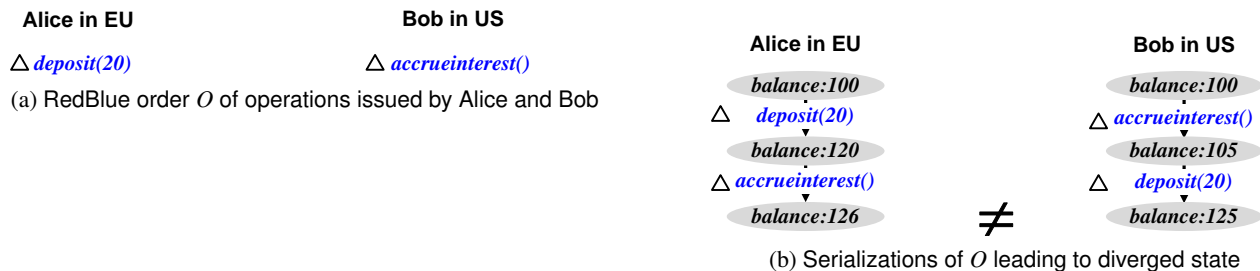 Alice in EU
Bob in US
△ deposit(20)
△ accrueinterest()
(a) RedBlue order O of operations issued by Alice and Bob
Alice in EU
balance:100
△ deposit(20)
balance:120
△ accrueinterest()
balance:126
≠
Bob in US
balance:100
△ accrueinterest()
balance:105
△ deposit(20)
balance:125
(b) Serializations of O leading to diverged state